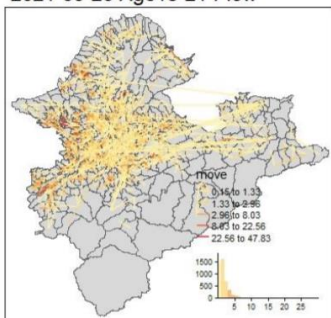 move
0.15 to 1.33
1.33 to 2.96
2.96 to 8.03
8.03 to 22.56
22.56 to 47.83
1500
1000
500
0
5 10 15 20 25